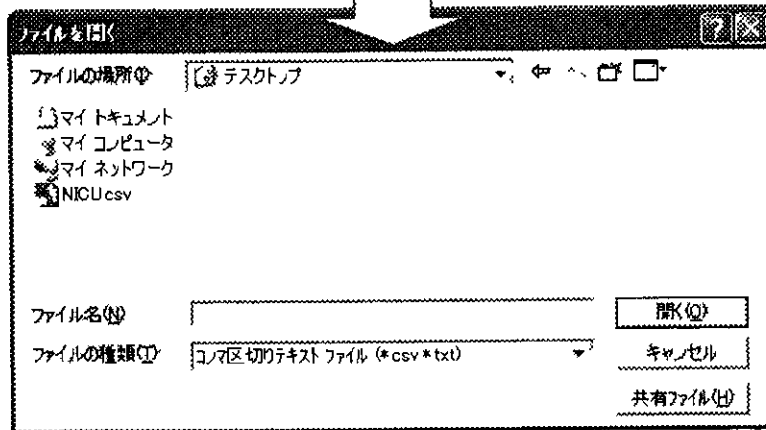 ファイルを開く
ファイルの場所(I)
デスクトップ
マイ ドキュメント
マイ コンピュータ
マイ ネットワーク
NICU csv
ファイル名(N)
開く(O)
ファイルの種類(T)
コンマ区切りテキスト ファイル (*csv *txt)
キャンセル
共有ファイル(H)